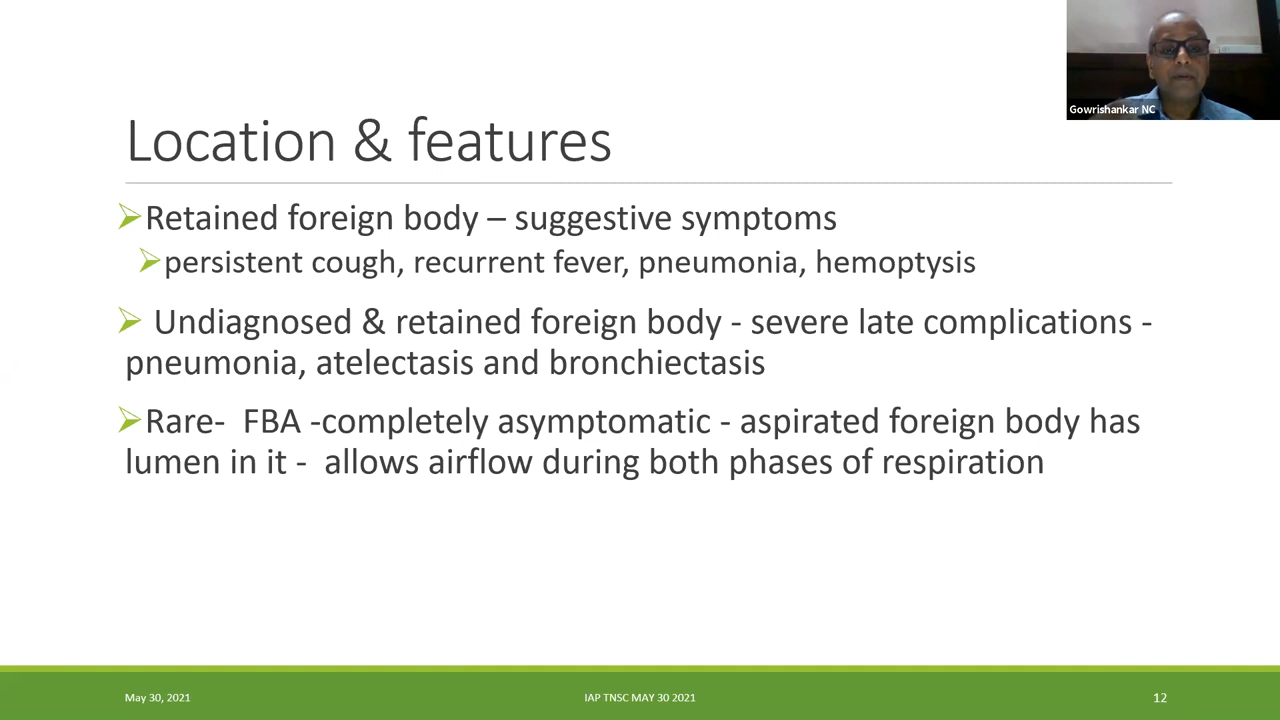 Gowrishankar NC
Location & features
Retained foreign body – suggestive symptoms
persistent cough, recurrent fever, pneumonia, hemoptysis
Undiagnosed & retained foreign body - severe late complications -
pneumonia, atelectasis and bronchiectasis
Rare- FBA -completely asymptomatic - aspirated foreign body has
lumen in it - allows airflow during both phases of respiration
May 30, 2021
IAP TNSC MAY 30 2021
12